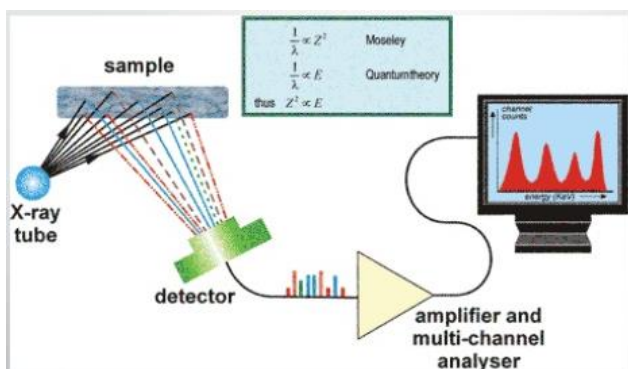 1/λ ∝ Z² Moseley
1/λ ∝ E Quantumtheory
thus Z² ∝ E
sample
X-ray
tube
detector
amplifier and
multi-channel
analyser
channel
counts
energy (KeV)